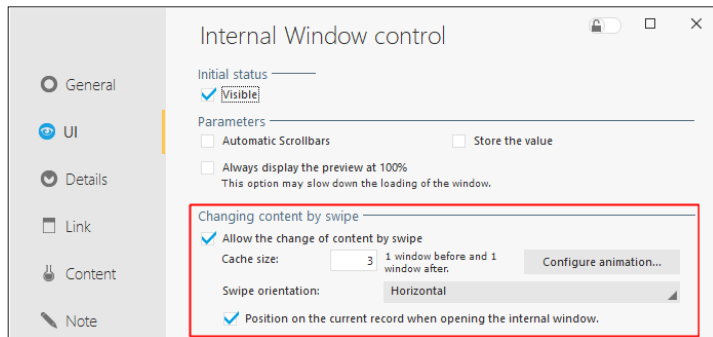 Internal Window control
General
UI
Details
Link
Content
Note
Initial status
Visible
Parameters
Automatic Scrollbars
Store the value
Always display the preview at 100%
This option may slow down the loading of the window.
Changing content by swipe
Allow the change of content by swipe
Cache size:
3
1 window before and 1
window after.
Configure animation...
Swipe orientation:
Horizontal
Position on the current record when opening the internal window.